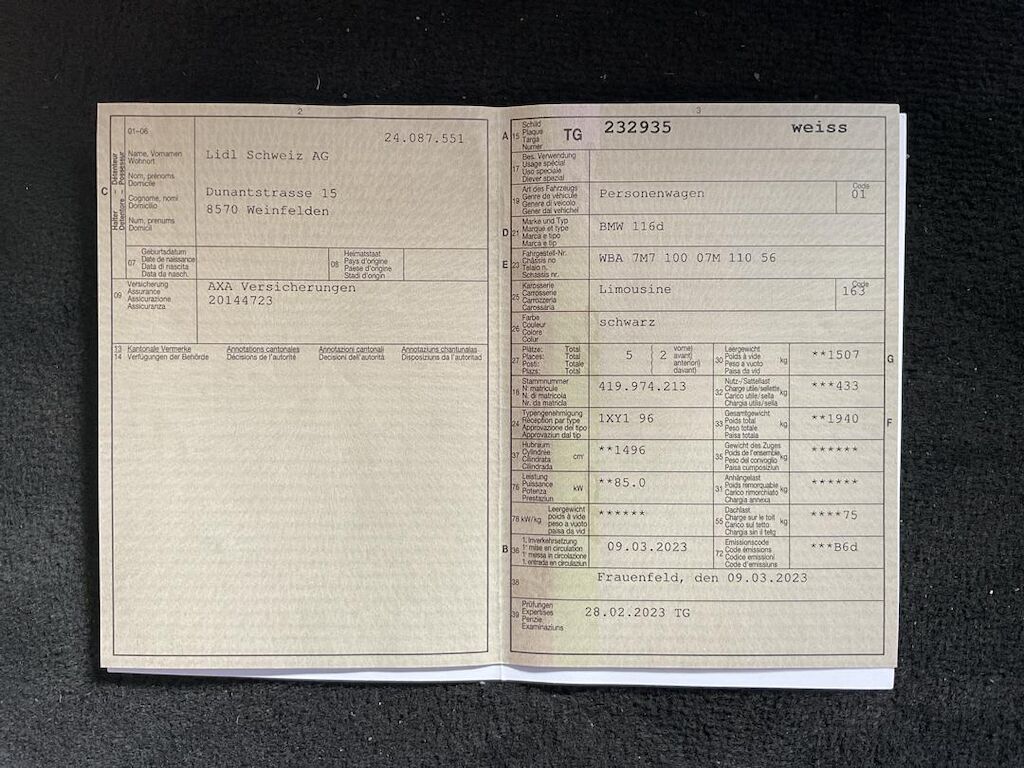 2
01-06
24.087.551
C
Halter – Détenteur
Detentore – Possessur
Name, Vornamen
Wohnort
Nom, prénoms
Domicile
Cognome, nomi
Domicilio
Num, prenums
Domicil
Lidl Schweiz AG
Dunantstrasse 15
8570 Weinfelden
07
Geburtsdatum
Date de naissance
Data di nascita
Data da nasch.
08
Heimatstaat
Pays d'origine
Paese d'origine
Stadi d'origin
09
Versicherung
Assurance
Assicurazione
Assicuranza
AXA Versicherungen
20144723
13 Kantonale Vermerke Annotations cantonales Annotazioni cantonali Annotaziuns chantunalas
14 Verfügungen der Behörde Décisions de l'autorité Decisioni dell'autorità Disposiziuns da l'autoritad
3
A
15
Schild
Plaque
Targa
Numer
TG 232935 weiss
17
Bes. Verwendung
Usage spécial
Uso speciale
Diever spezial
19
Art des Fahrzeugs
Genre de véhicule
Genere di veicolo
Gener dal vehichel
Personenwagen
Code
01
D
21
Marke und Typ
Marque et type
Marca e tipo
Marca e tip
BMW 116d
E
23
Fahrgestell-Nr.
Châssis no
Telaio n.
Schassis nr.
WBA 7M7 100 07M 110 56
25
Karosserie
Carrosserie
Carrozzeria
Carossaria
Limousine
Code
163
26
Farbe
Couleur
Colore
Colur
schwarz
27
Plätze: Total
Places: Total
Posti: Totale
Plazs: Total
5
2
vorne)
avant)
anteriori)
davant)
30
Leergewicht
Poids à vide
Peso a vuoto
Paisa da vid
kg
**1507
G
18
Stammnummer
N° matricule
N. di matricola
Nr. da matricla
419.974.213
32
Nutz-/Sattellast
Charge utile/sellette
Carico utile/sella
Chargia utila/sella
kg
***433
24
Typengenehmigung
Réception par type
Approvazione del tipo
Approvaziun dal tip
1XY1 96
33
Gesamtgewicht
Poids total
Peso totale
Paisa totala
kg
**1940
F
37
Hubraum
Cylindrée
Cilindrata
Cilindrada
cm³
**1496
35
Gewicht des Zuges
Poids de l'ensemble
Peso del convoglio
Paisa cumposiziun
kg
******
76
Leistung
Puissance
Potenza
Prestaziun
kW
**85.0
31
Anhängelast
Poids remorquable
Carico rimorchiato
Chargia annexa
kg
******
78 kW/kg
Leergewicht
poids à vide
peso a vuoto
paisa da vid
******
55
Dachlast
Charge sur le toit
Carico sul tetto
Chargia sin il tetg
kg
****75
B
36
1. Inverkehrsetzung
1re mise en circulation
1a messa in circolazione
1. entrada en circulaziun
09.03.2023
72
Emissionscode
Code émissions
Codice emissioni
Code d'emissiuns
***B6d
38
Frauenfeld, den 09.03.2023
39
Prüfungen
Expertises
Perizie
Examinaziuns
28.02.2023 TG